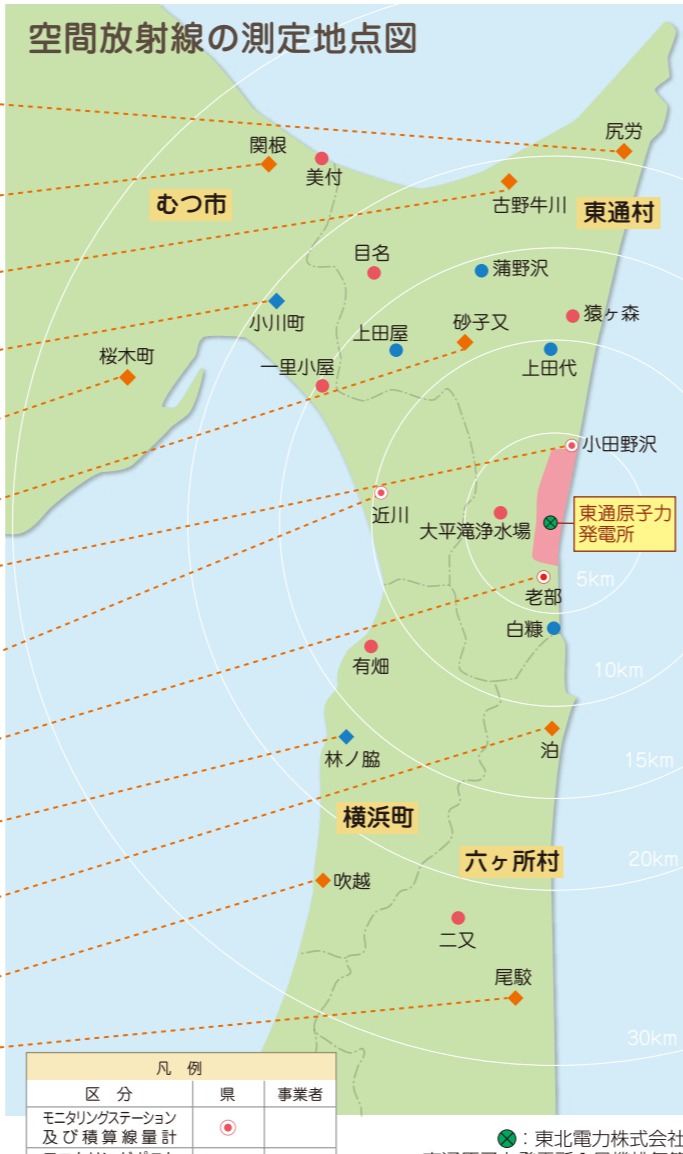 空間放射線の測定地点図
尻労
関根
美付
むつ市
古野牛川
東通村
目名
蒲野沢
小川町
上田屋
砂子又
猿ヶ森
桜木町
一里小屋
上田代
小田野沢
近川
大平滝浄水場
東通原子力
発電所
老部
5km
白糠
有畑
10km
林ノ脇
泊
15km
横浜町
六ヶ所村
20km
吹越
二又
尾駮
30km
凡 例
区 分 県 事業者
モニタリングステーション
及び積算線量計
:東北電力株式会社